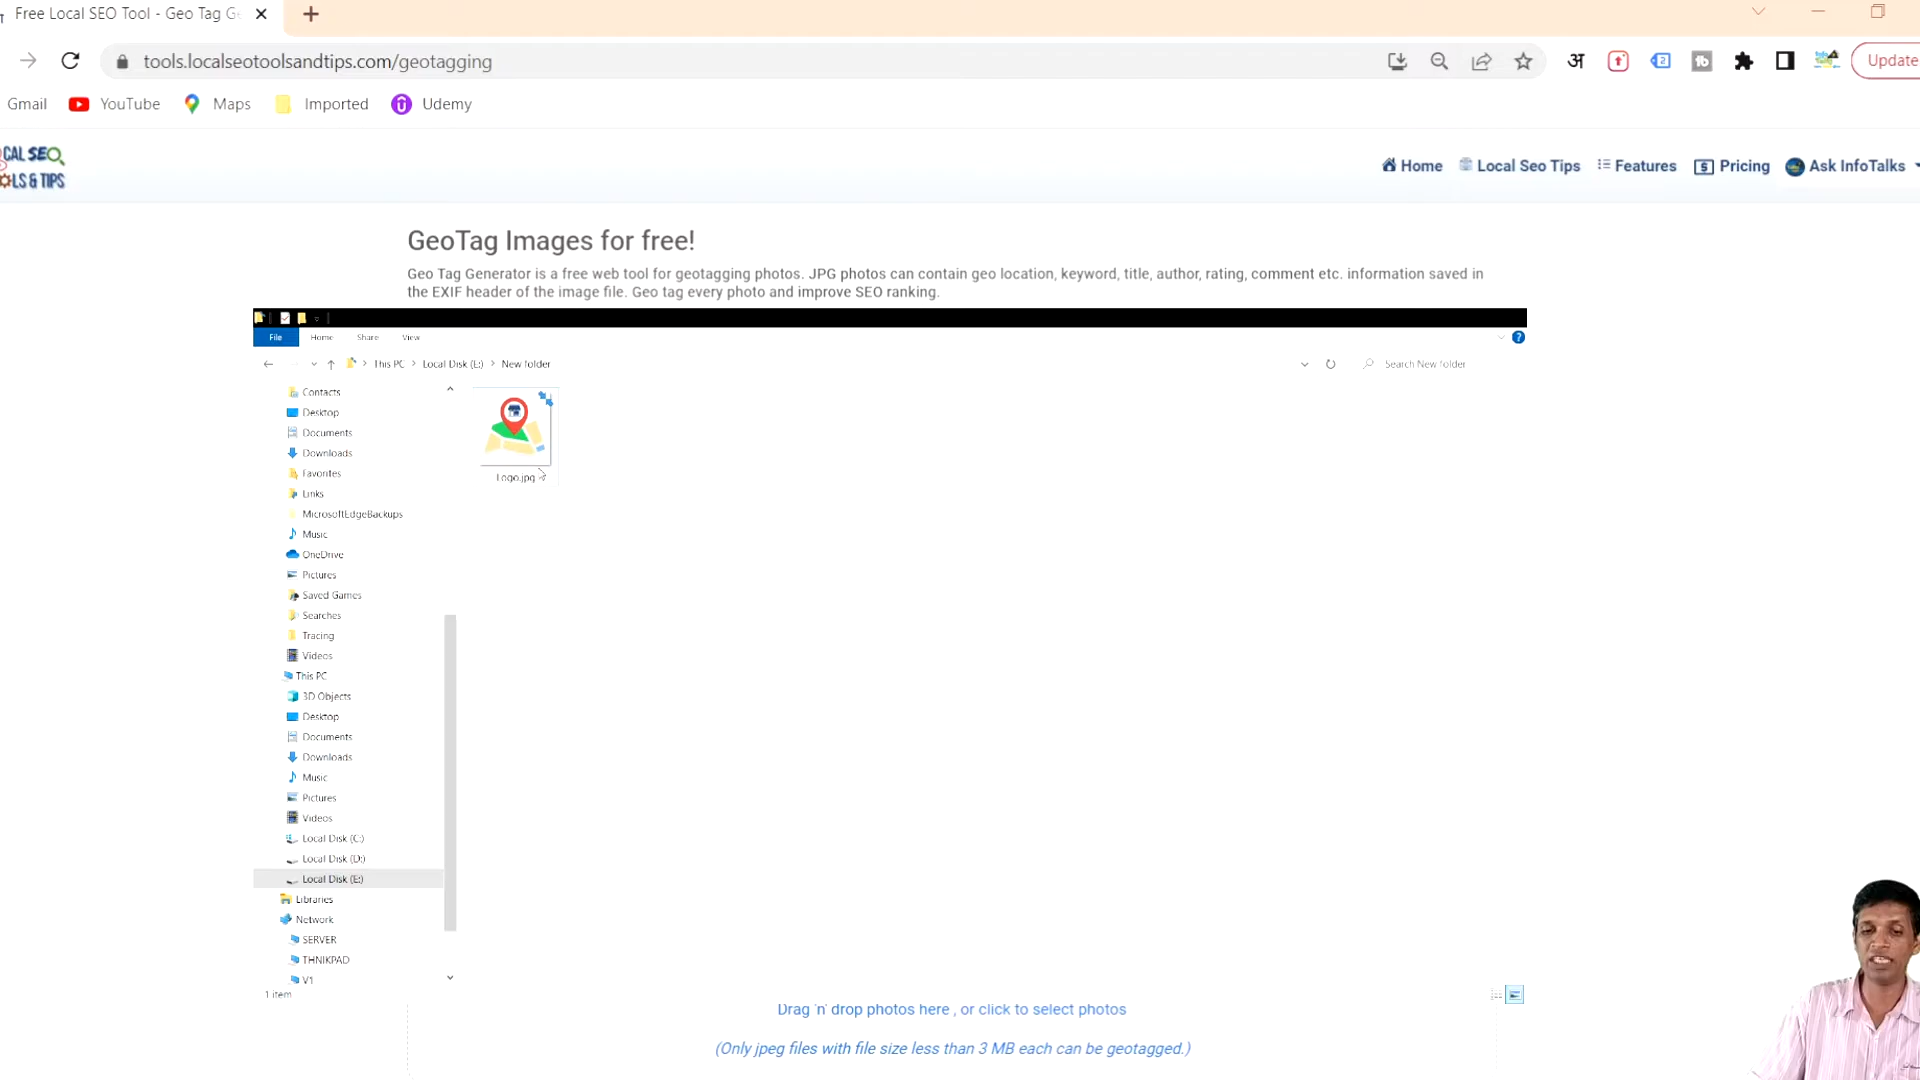 Free Local SEO Tool - Geo Tag Ge
tools.localseotoolsandtips.com/geotagging
अ
2
tb
Update
Gmail
YouTube
Maps
Imported
Udemy
CAL SEO
LS & TIPS
Home
Local Seo Tips
Features
Pricing
Ask InfoTalks
GeoTag Images for free!
Geo Tag Generator is a free web tool for geotagging photos. JPG photos can contain geo location, keyword, title, author, rating, comment etc. information saved in
the EXIF header of the image file. Geo tag every photo and improve SEO ranking.
File
Home
Share
View
?
This PC
Local Disk (E:)
New folder
Search New folder
Contacts
Desktop
Documents
Downloads
Favorites
Links
MicrosoftEdgeBackups
Music
OneDrive
Pictures
Saved Games
Searches
Tracing
Videos
This PC
3D Objects
Desktop
Documents
Downloads
Music
Pictures
Videos
Local Disk (C:)
Local Disk (D:)
Local Disk (E:)
Libraries
Network
SERVER
THNIKPAD
V1
Logo.jpg
1 item
Drag 'n' drop photos here , or click to select photos
(Only jpeg files with file size less than 3 MB each can be geotagged.)